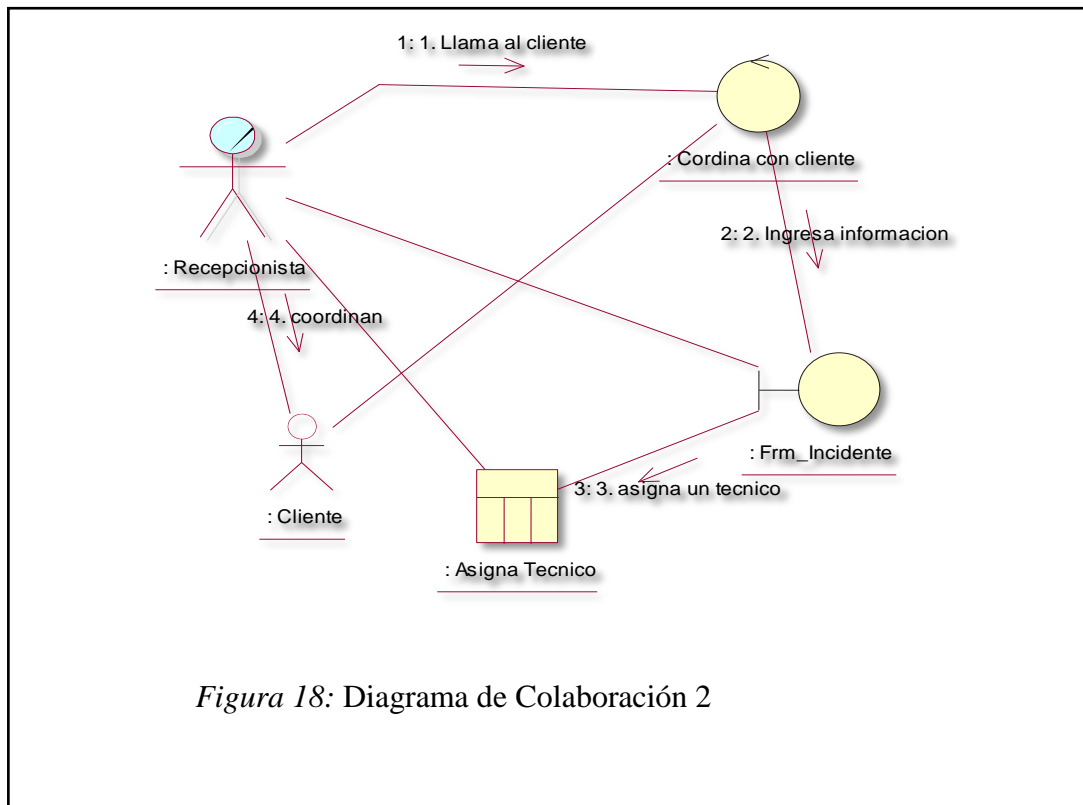 1: 1. Llama al cliente
: Cordina con cliente
2: 2. Ingresa informacion
: Recepcionista
4: 4. coordinan
: Frm_Incidente
3: 3. asigna un tecnico
: Cliente
: Asigna Tecnico
Figura 18: Diagrama de Colaboración 2